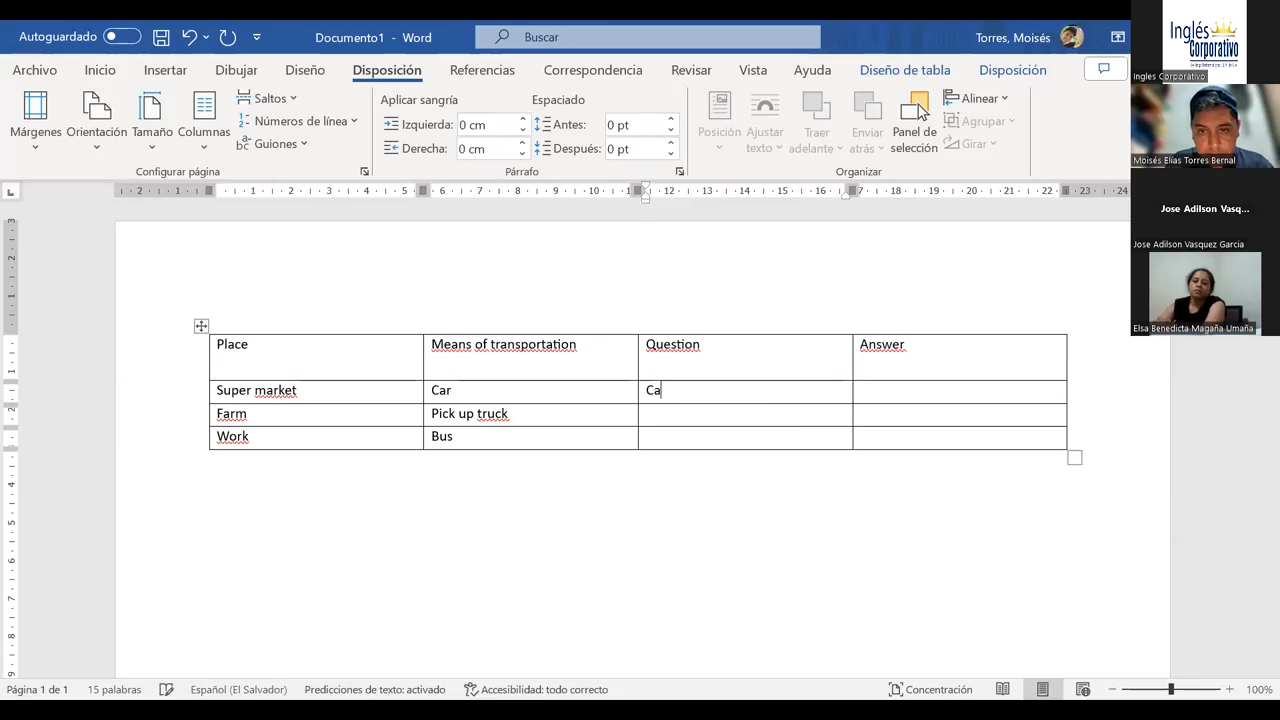 Autoguardado
Documento1 - Word
Buscar
Torres, Moisés
Archivo Inicio Insertar Dibujar Diseño Disposición Referencias Correspondencia Revisar Vista Ayuda Diseño de tabla Disposición
Márgenes
Orientación
Tamaño
Columnas
Saltos
Números de línea
Guiones
Configurar página
Aplicar sangría
Izquierda: 0 cm
Derecha: 0 cm
Espaciado
Antes: 0 pt
Después: 0 pt
Párrafo
Posición
Ajustar texto
Traer adelante
Enviar atrás
Panel de selección
Alinear
Agrupar
Girar
Organizar
Place Means of transportation Question Answer
Super market Car Ca
Farm Pick up truck
Work Bus
Página 1 de 1 15 palabras Español (El Salvador) Predicciones de texto: activado Accesibilidad: todo correcto Concentración 100%
Inglés
Corporativo
Ingles Corporativo
Moisés Elías Torres Bernal
Jose Adilson Vasq...
Jose Adilson Vasquez Garcia
Elsa Benedicta Magaña Umaña